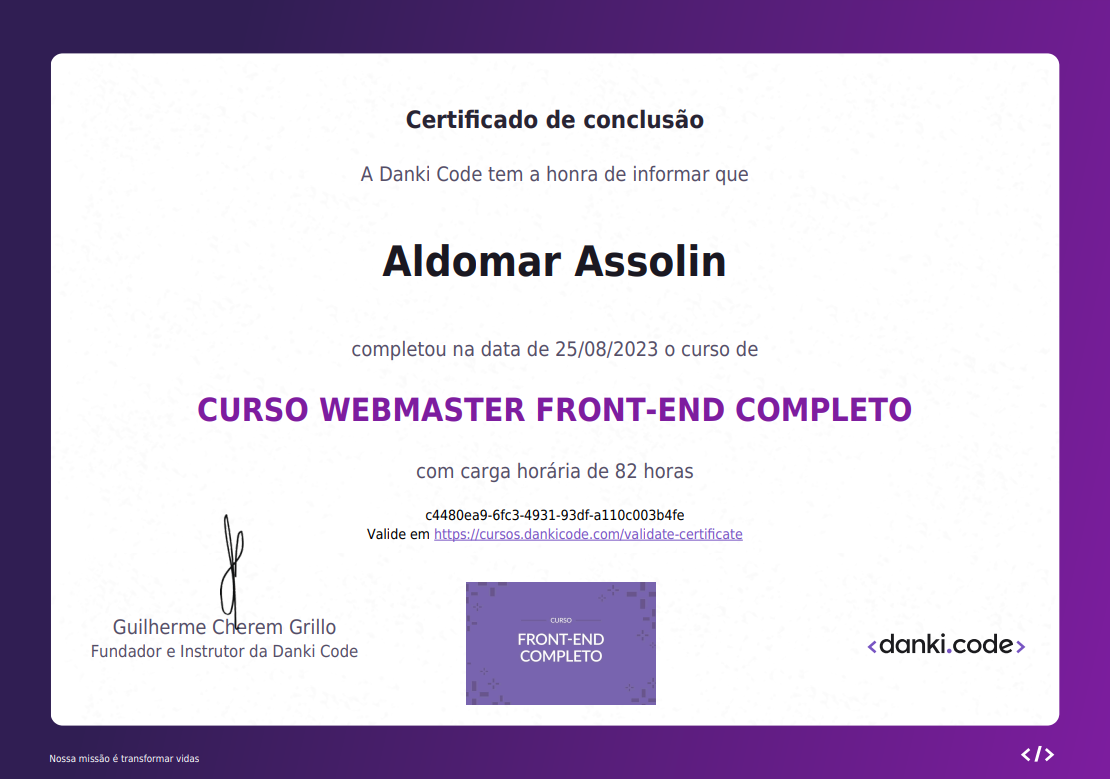 Certificado de conclusão
A Danki Code tem a honra de informar que
Aldomar Assolin
completou na data de 25/08/2023 o curso de
CURSO WEBMASTER FRONT-END COMPLETO
com carga horária de 82 horas
c4480ea9-6fc3-4931-93df-a110c003b4fe
Valide em https://cursos.dankicode.com/validate-certificate
Guilherme Cherem Grillo
Fundador e Instrutor da Danki Code
CURSO
FRONT-END
COMPLETO
<danki.code>
Nossa missão é transformar vidas
</>